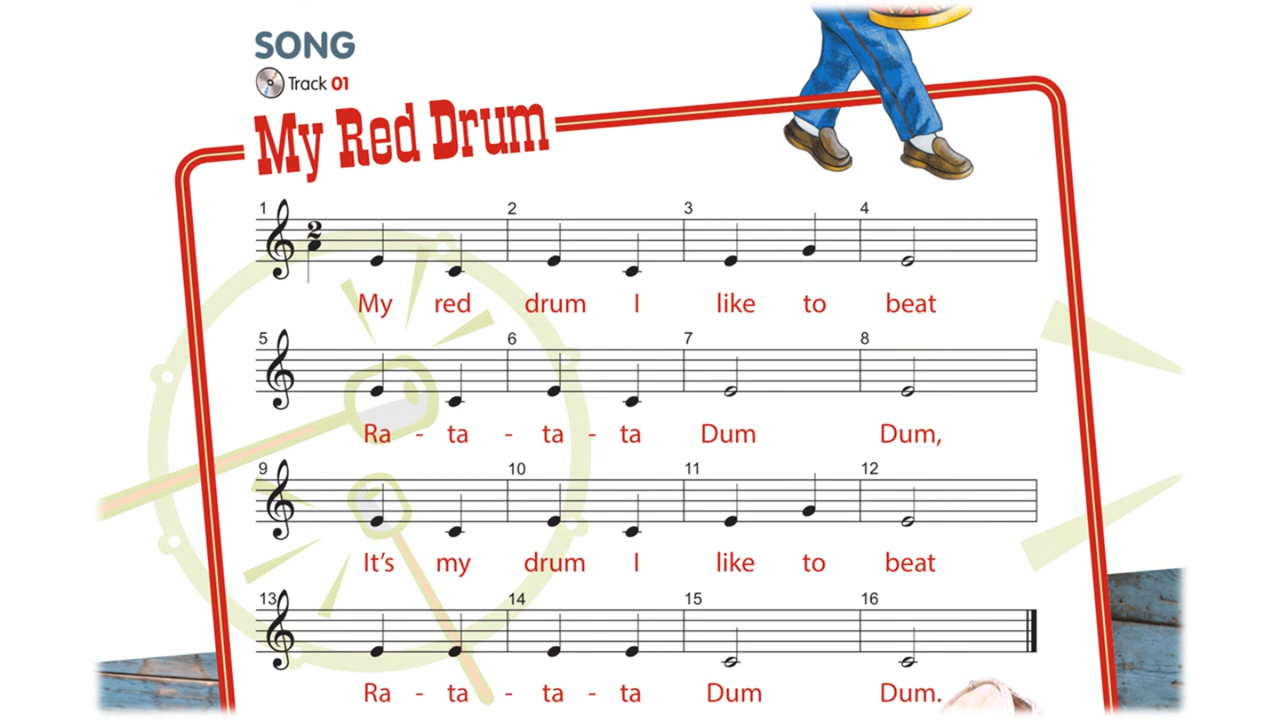 SONG
Track 01
My Red Drum
1 2 3 4
2
My red drum I like to beat
5 6 7 8
Ra - ta - ta - ta Dum Dum,
9 10 11 12
It's my drum I like to beat
13 14 15 16
Ra - ta - ta - ta Dum Dum.